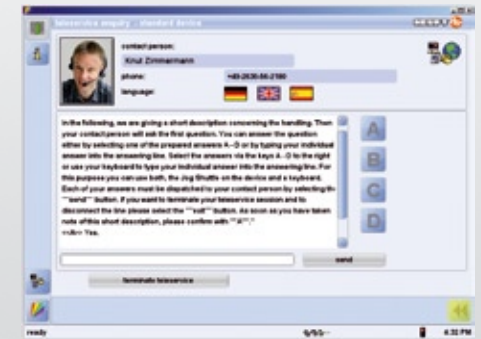 teleservice enquiry - standard device
contact person:
Knut Zimmermann
phone:
+49-2630-86-2180
language:
In the following, we are giving a short description concerning the handling. Then
your contact person will ask the first question. You can answer the question
either by selecting one of the prepared answers A-D or by typing your individual
answer into the answering line. Select the answers via the keys A..D to the right
or use your keyboard to type your individual answer into the answering line. For
this purpose you can use both, the Jog Shuttle on the device and a keyboard.
Each of your answers must be dispatched to your contact person by selecting th
""send"" button. If you want to terminate your teleservice session and to
disconnect the line please select the ""exit"" button. As soon as you have taken
note of this short description, please confirm with ""A""."
<<A>> Yes.
A
B
C
D
send
terminate teleservice
ready
4:32 PM